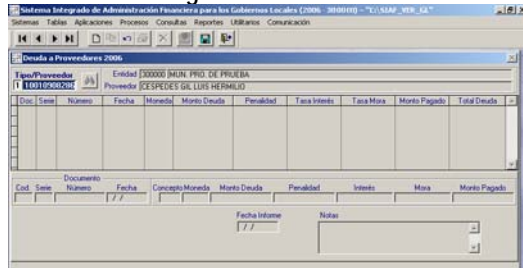 Sistema Integrado de Administración Financiera para los Gobiernos Locales (2006 - 300000) - "C:\SIAF_VER_GL"
Sistemas Tablas Aplicaciones Procesos Consultas Reportes Utilitarios Comunicación
Deuda a Proveedores 2006
Tipo/Proveedor Entidad 300000 MUN. PRO. DE PRUEBA
1 10010908286 Proveedor CESPEDES GIL LUIS HERMILIO
Doc. Serie Número Fecha Moneda Monto Deuda Penalidad Tasa Interés Tasa Mora Monto Pagado Total Deuda
Documento
Cod. Serie Número Fecha Concepto Moneda Monto Deuda Penalidad Interés Mora Monto Pagado
/ /
Fecha Informe Notas
/ /